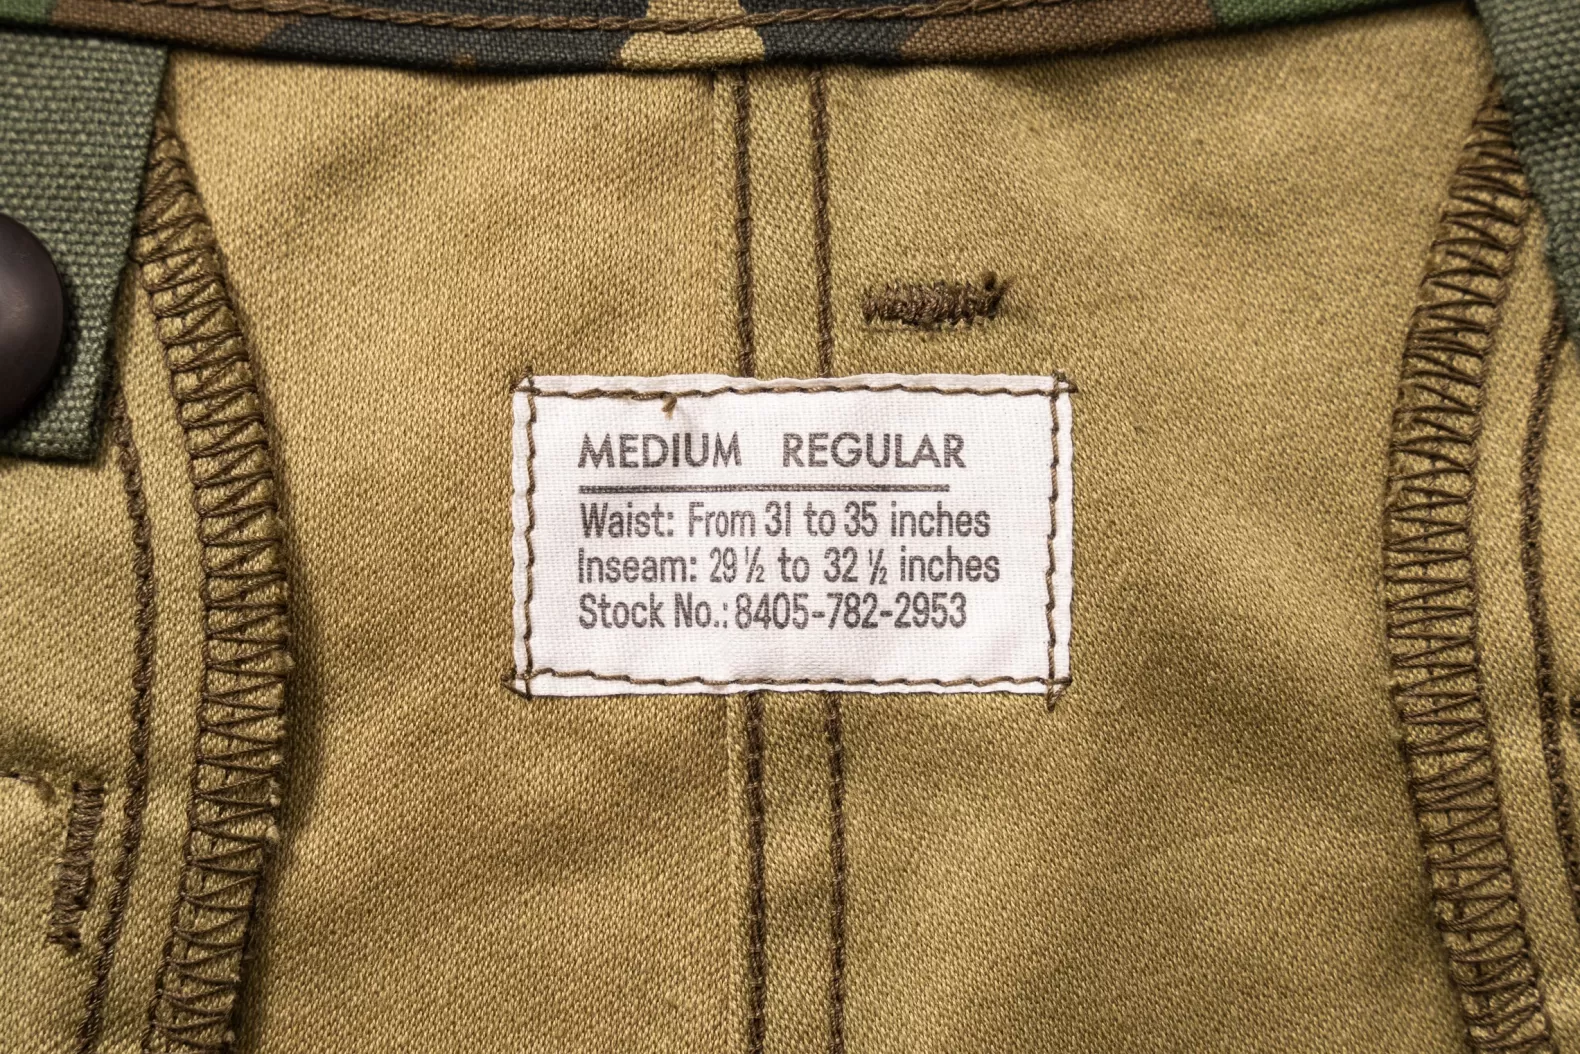 MEDIUM REGULAR
Waist: From 31 to 35 inches
Inseam: 29 ½ to 32 ½ inches
Stock No.: 8405-782-2953